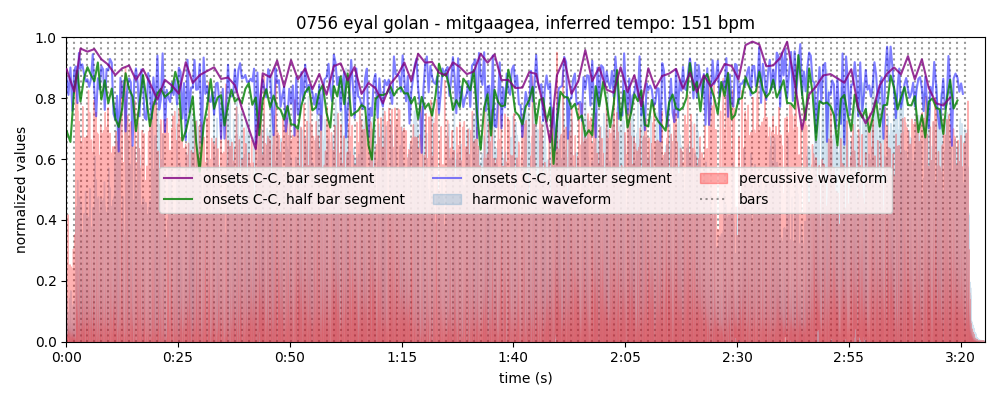 0756 eyal golan - mitgaagea, inferred tempo: 151 bpm
normalized values
1.0
0.8
0.6
0.4
0.2
0.0
onsets C-C, bar segment
onsets C-C, half bar segment
onsets C-C, quarter segment
harmonic waveform
percussive waveform
bars
0:00 0:25 0:50 1:15 1:40 2:05 2:30 2:55 3:20
time (s)